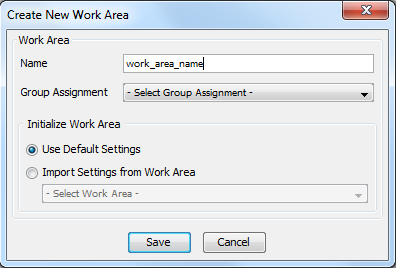 Create New Work Area
Work Area
Name work_area_name
Group Assignment - Select Group Assignment -
Initialize Work Area
Use Default Settings
Import Settings from Work Area
- Select Work Area -
Save Cancel